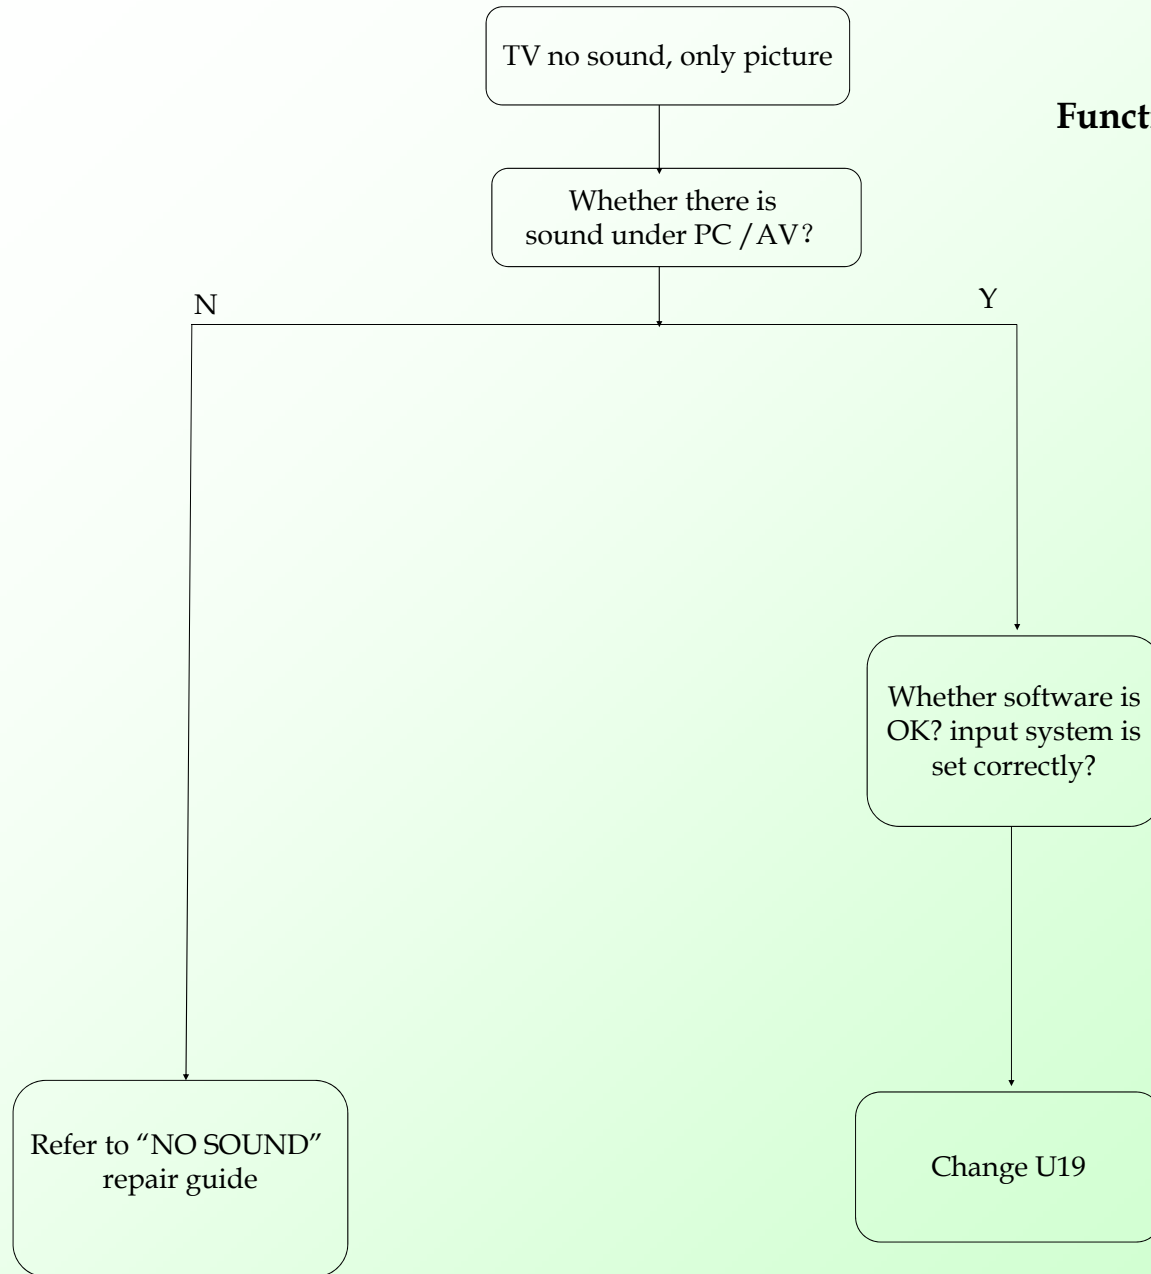 TV no sound, only picture
Whether there is
sound under PC /AV?
N
Y
Whether software is
OK? input system is
set correctly?
Refer to “NO SOUND”
repair guide
Change U19